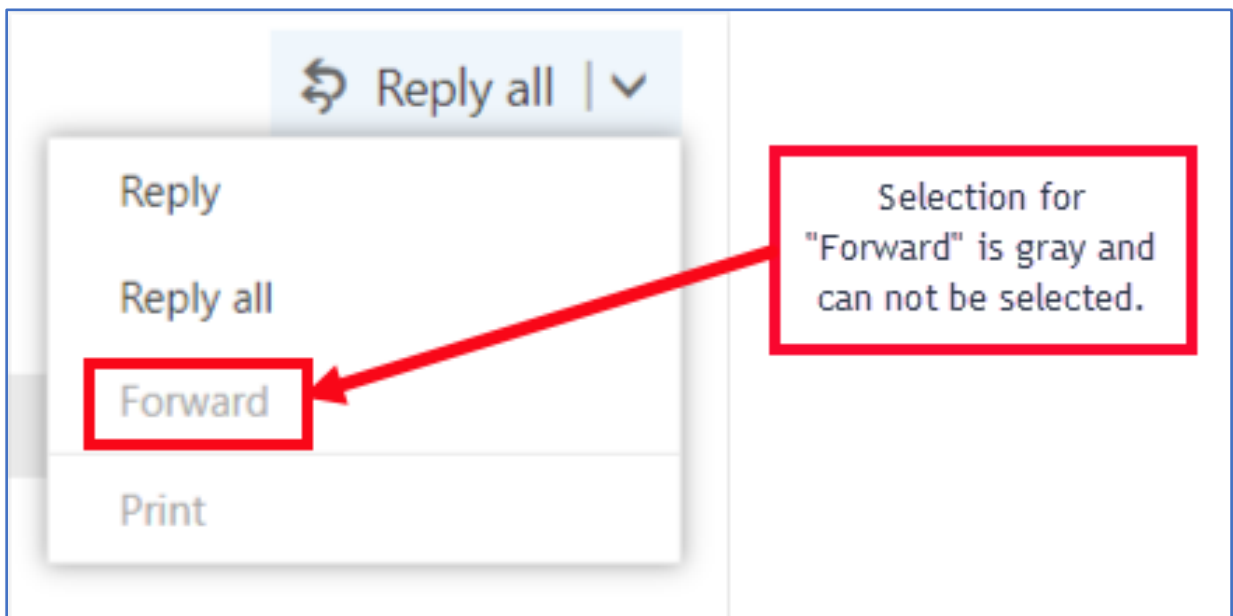 Reply all
Reply
Reply all
Forward
Print
Selection for
"Forward" is gray and
can not be selected.